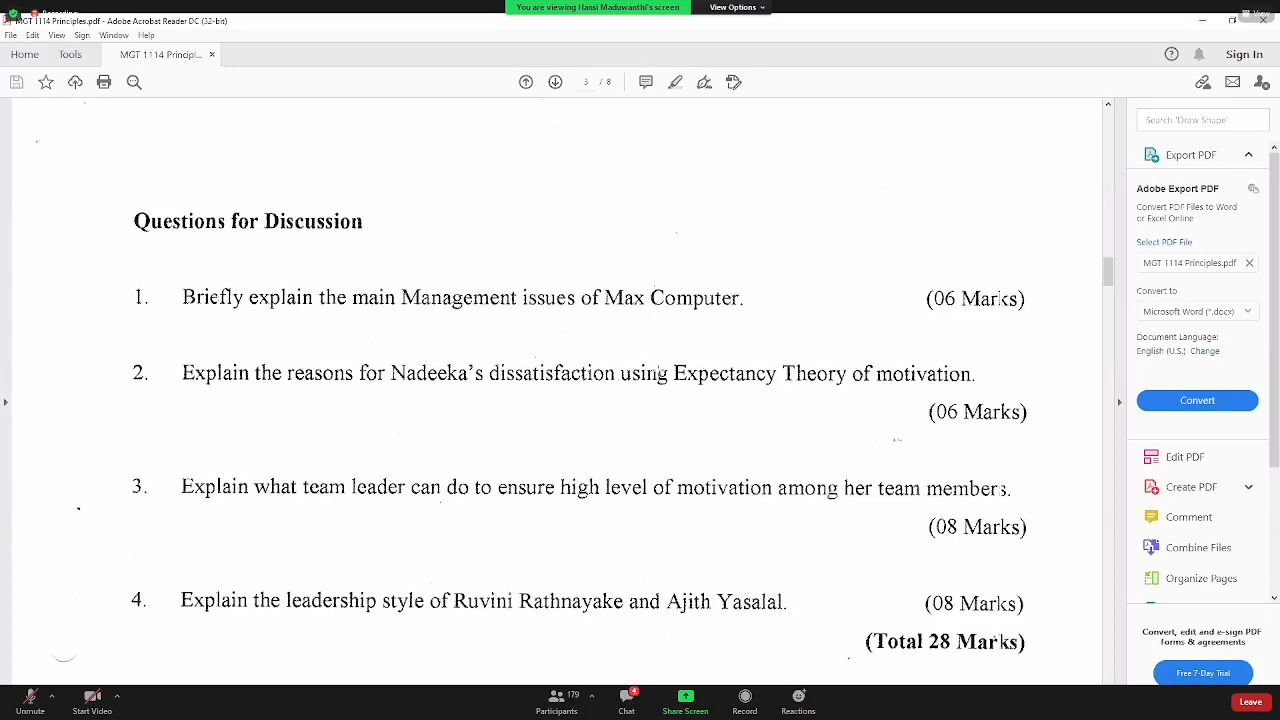 Recording
You are viewing Hansi Maduwanthi's screen
View Options
View
MGT 1114 Principles.pdf - Adobe Acrobat Reader DC (32-bit)
File Edit View Sign Window Help
Home Tools MGT 1114 Principl... ×
Sign In
3 / 8
Questions for Discussion
1. Briefly explain the main Management issues of Max Computer. (06 Marks)
2. Explain the reasons for Nadeeka's dissatisfaction using Expectancy Theory of motivation.
(06 Marks)
3. Explain what team leader can do to ensure high level of motivation among her team members.
(08 Marks)
4. Explain the leadership style of Ruvini Rathnayake and Ajith Yasalal. (08 Marks)
(Total 28 Marks)
Search 'Draw Shape'
Export PDF
Adobe Export PDF
Convert PDF Files to Word
or Excel Online
Select PDF File
MGT 1114 Principles.pdf
Convert to
Microsoft Word (*.docx)
Document Language:
English (U.S.) Change
Convert
Edit PDF
Create PDF
Comment
Combine Files
Organize Pages
Convert, edit and e-sign PDF
forms & agreements
Free 7-Day Trial
Unmute
Start Video
179
Participants
4
Chat
Share Screen
Record
Reactions
Leave